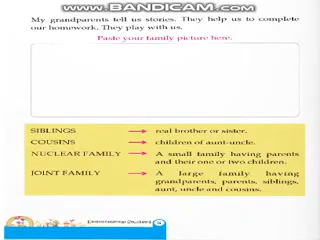 www.BANDICAM.com
My grandparents tell us stories. They help us to complete
our homework. They play with us.
Paste your family picture here.
SIBLINGS → real brother or sister.
COUSINS → children of aunt-uncle.
NUCLEAR FAMILY → A small family having parents
and their one or two children.
JOINT FAMILY → A large family having
grandparents, parents, siblings,
aunt, uncle and cousins.
Environmental Studies-1